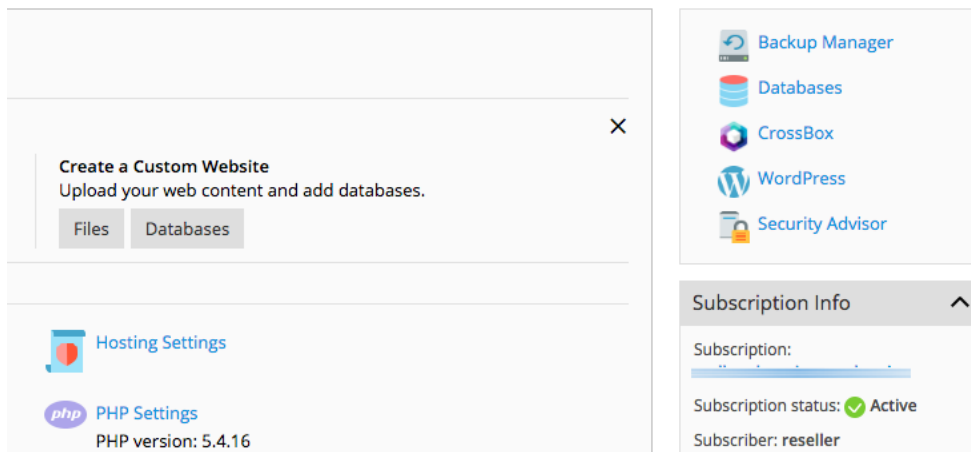 Create a Custom Website
Upload your web content and add databases.
Files
Databases
Hosting Settings
php
PHP Settings
PHP version: 5.4.16
Backup Manager
Databases
CrossBox
WordPress
Security Advisor
Subscription Info
Subscription:
Subscription status: Active
Subscriber: reseller